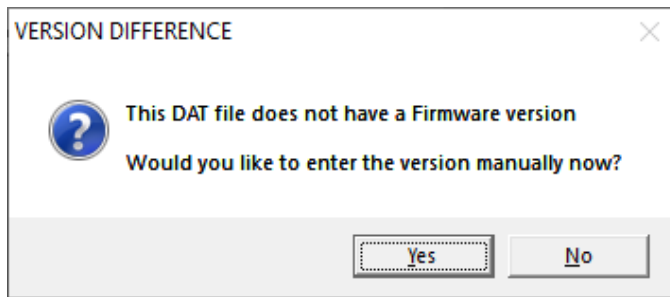 VERSION DIFFERENCE
This DAT file does not have a Firmware version
Would you like to enter the version manually now?
Yes
No